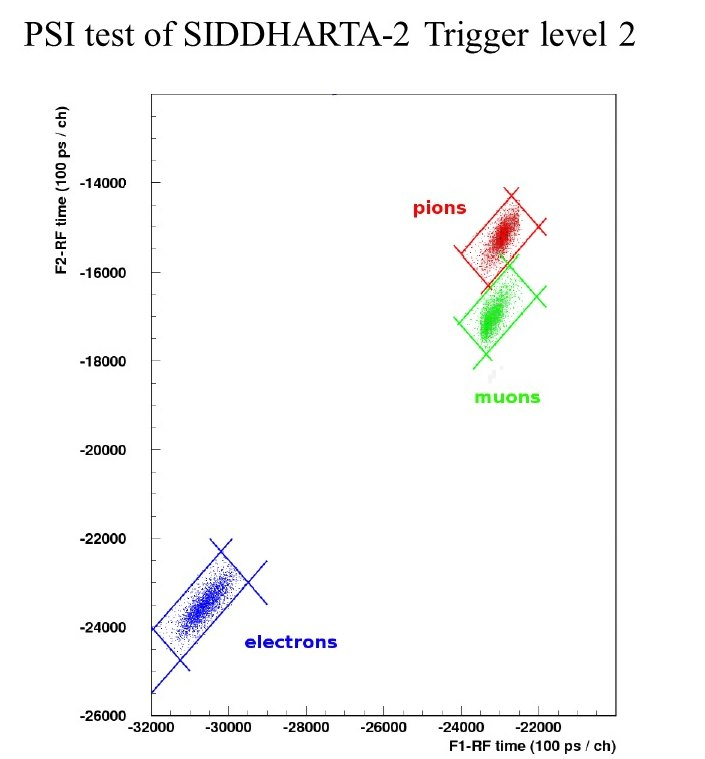 PSI test of SIDDHARTA-2 Trigger level 2
F2-RF time (100 ps / ch)
-14000
pions
-16000
-18000
muons
-20000
-22000
-24000
electrons
-26000
-32000 -30000 -28000 -26000 -24000 -22000
F1-RF time (100 ps / ch)